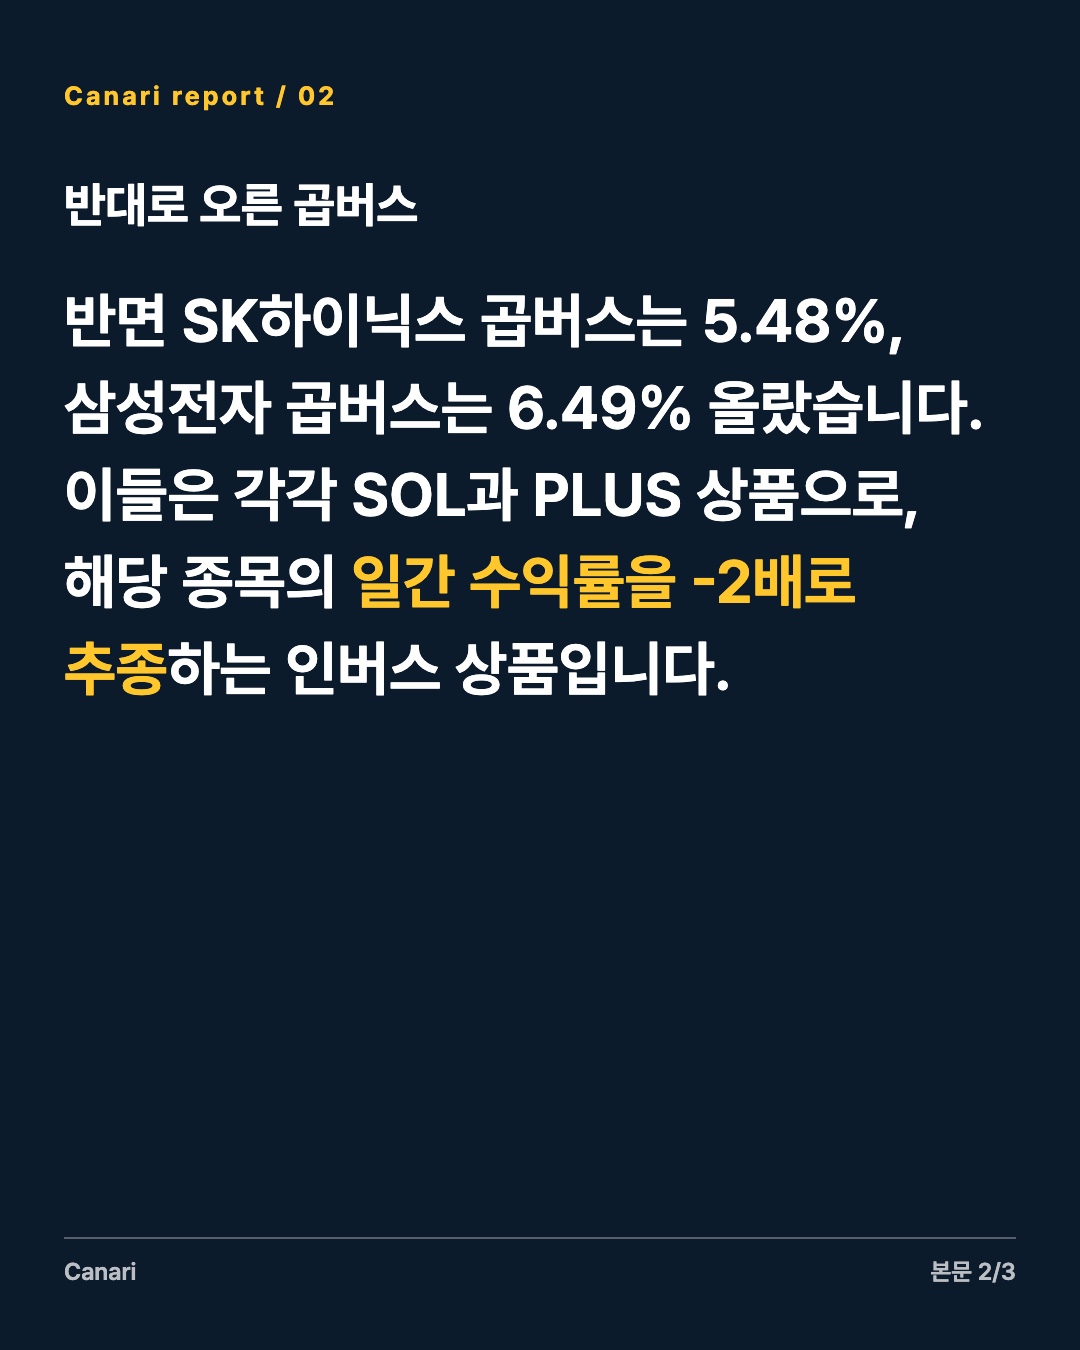 Canari report / 02
반대로 오른 곱버스
반면 SK하이닉스 곱버스는 5.48%,
삼성전자 곱버스는 6.49% 올랐습니다.
이들은 각각 SOL과 PLUS 상품으로,
해당 종목의 일간 수익률을 -2배로
추종하는 인버스 상품입니다.
Canari
본문 2/3